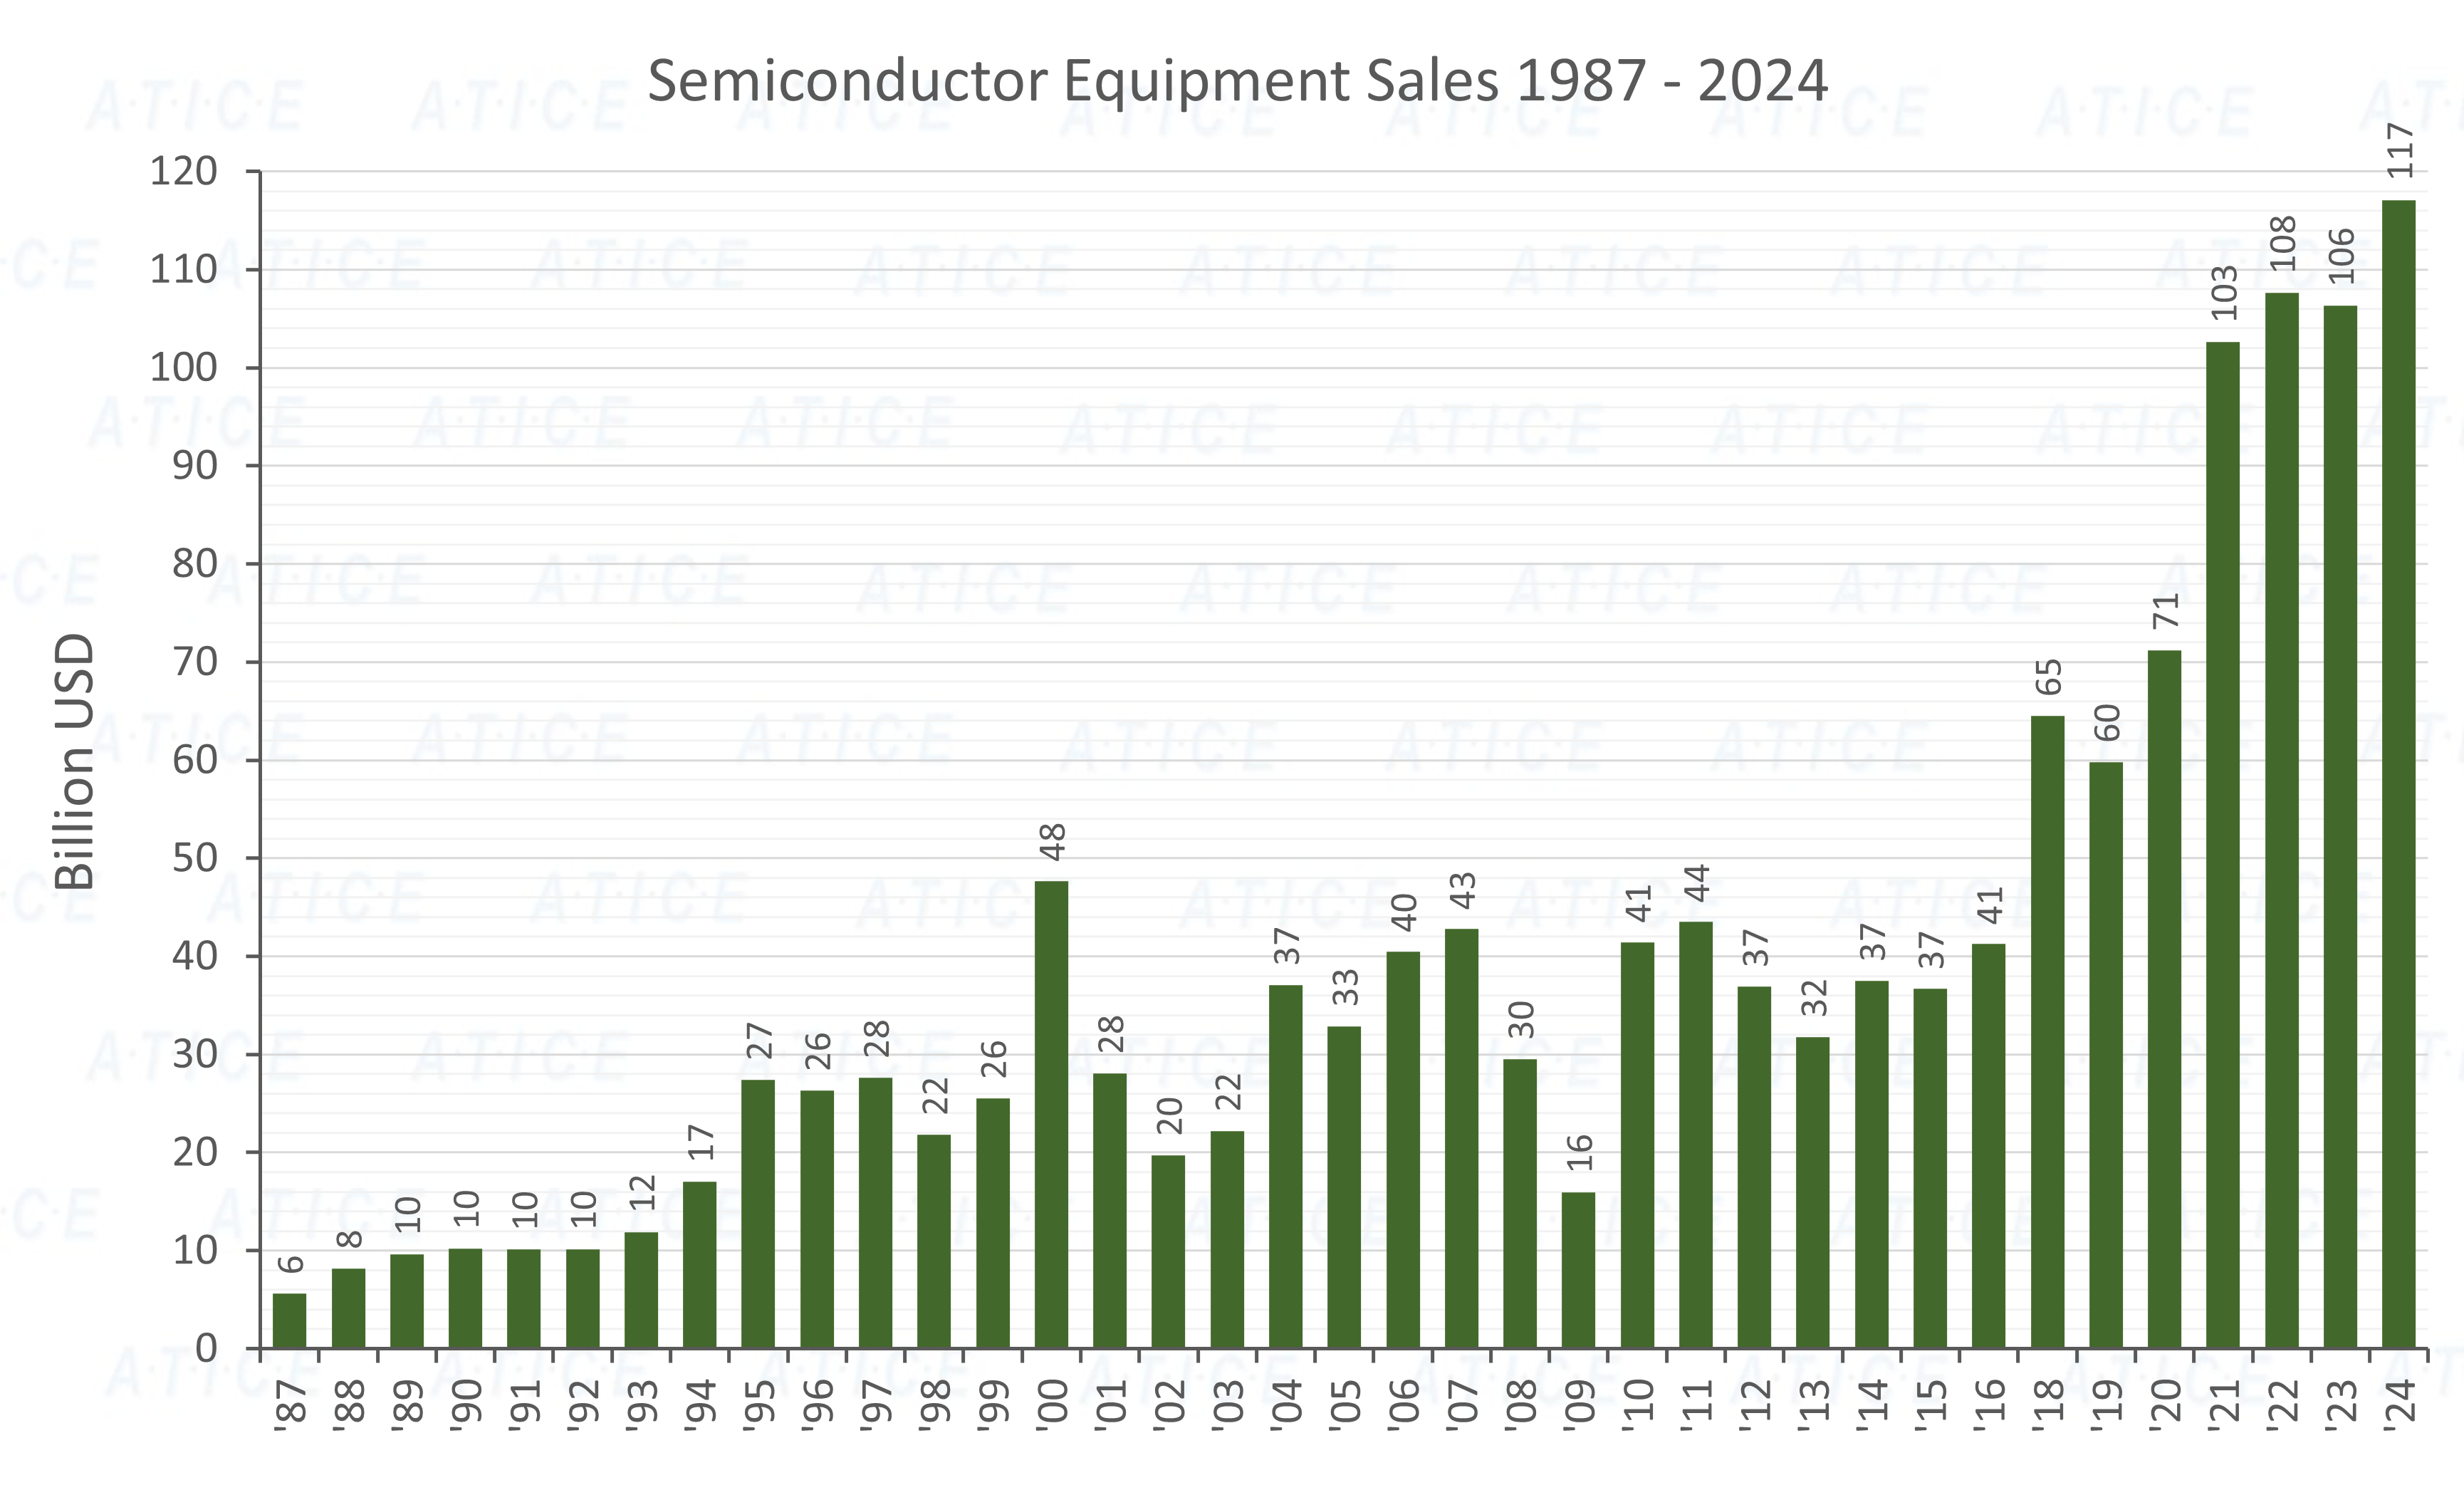 Semiconductor Equipment Sales 1987 - 2024
Billion USD
120
110
100
90
80
70
60
50
40
30
20
10
0
6 8 10 10 10 10 12 17 27 26 28 22 26 48 28 20 22 37 33 40 43 30 16 41 44 37 32 37 37 41 65 60 71 103 108 106 117
'87 '88 '89 '90 '91 '92 '93 '94 '95 '96 '97 '98 '99 '00 '01 '02 '03 '04 '05 '06 '07 '08 '09 '10 '11 '12 '13 '14 '15 '16 '18 '19 '20 '21 '22 '23 '24
A·T·I·C·E